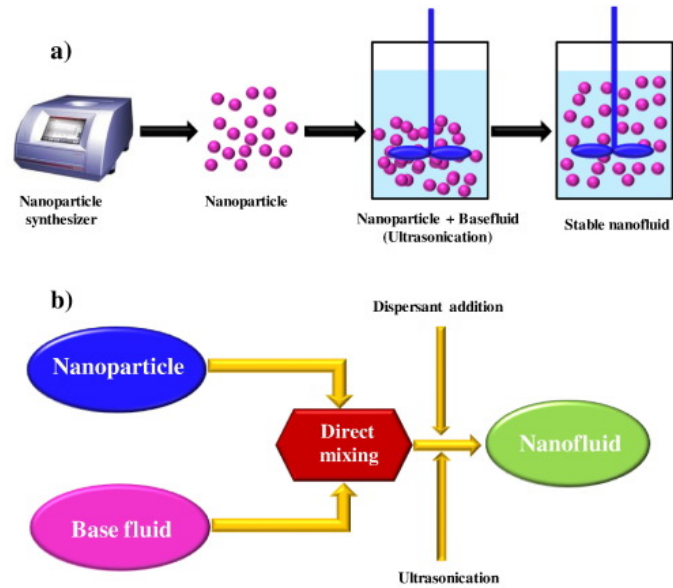 a)
Nanoparticle
synthesizer
Nanoparticle
Nanoparticle + Basefluid
(Ultrasonication)
Stable nanofluid
b)
Dispersant addition
Nanoparticle
Direct
mixing
Nanofluid
Base fluid
Ultrasonication